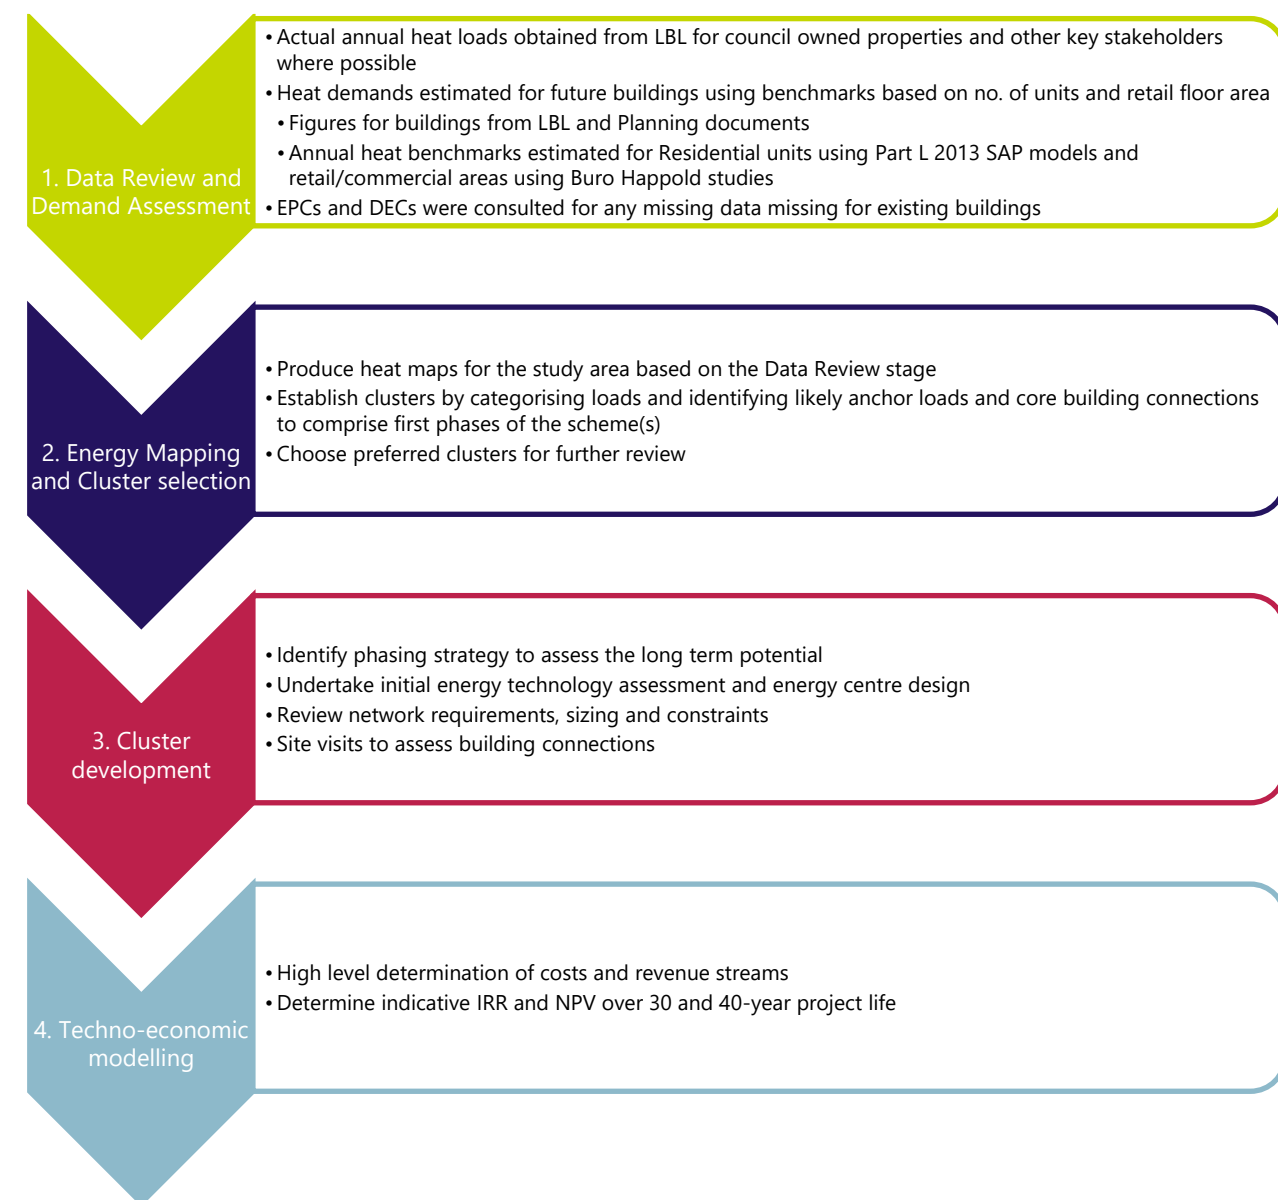 1. Data Review and
Demand Assessment
• Actual annual heat loads obtained from LBL for council owned properties and other key stakeholders
where possible
• Heat demands estimated for future buildings using benchmarks based on no. of units and retail floor area
• Figures for buildings from LBL and Planning documents
• Annual heat benchmarks estimated for Residential units using Part L 2013 SAP models and
retail/commercial areas using Buro Happold studies
• EPCs and DECs were consulted for any missing data missing for existing buildings
2. Energy Mapping
and Cluster selection
• Produce heat maps for the study area based on the Data Review stage
• Establish clusters by categorising loads and identifying likely anchor loads and core building connections
to comprise first phases of the scheme(s)
• Choose preferred clusters for further review
3. Cluster
development
• Identify phasing strategy to assess the long term potential
• Undertake initial energy technology assessment and energy centre design
• Review network requirements, sizing and constraints
• Site visits to assess building connections
4. Techno-economic
modelling
• High level determination of costs and revenue streams
• Determine indicative IRR and NPV over 30 and 40-year project life